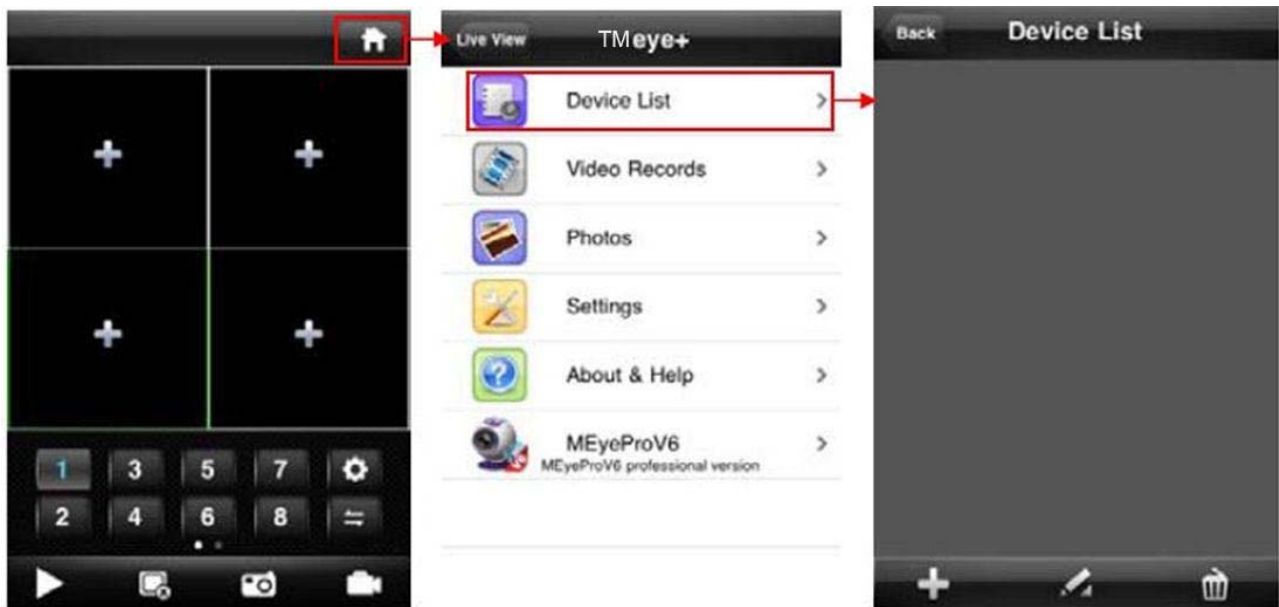 1 3 5 7
2 4 6 8
Live View TMeye+
Device List
Video Records
Photos
Settings
About & Help
MEyeProV6
MEyeProV6 professional version
Back Device List